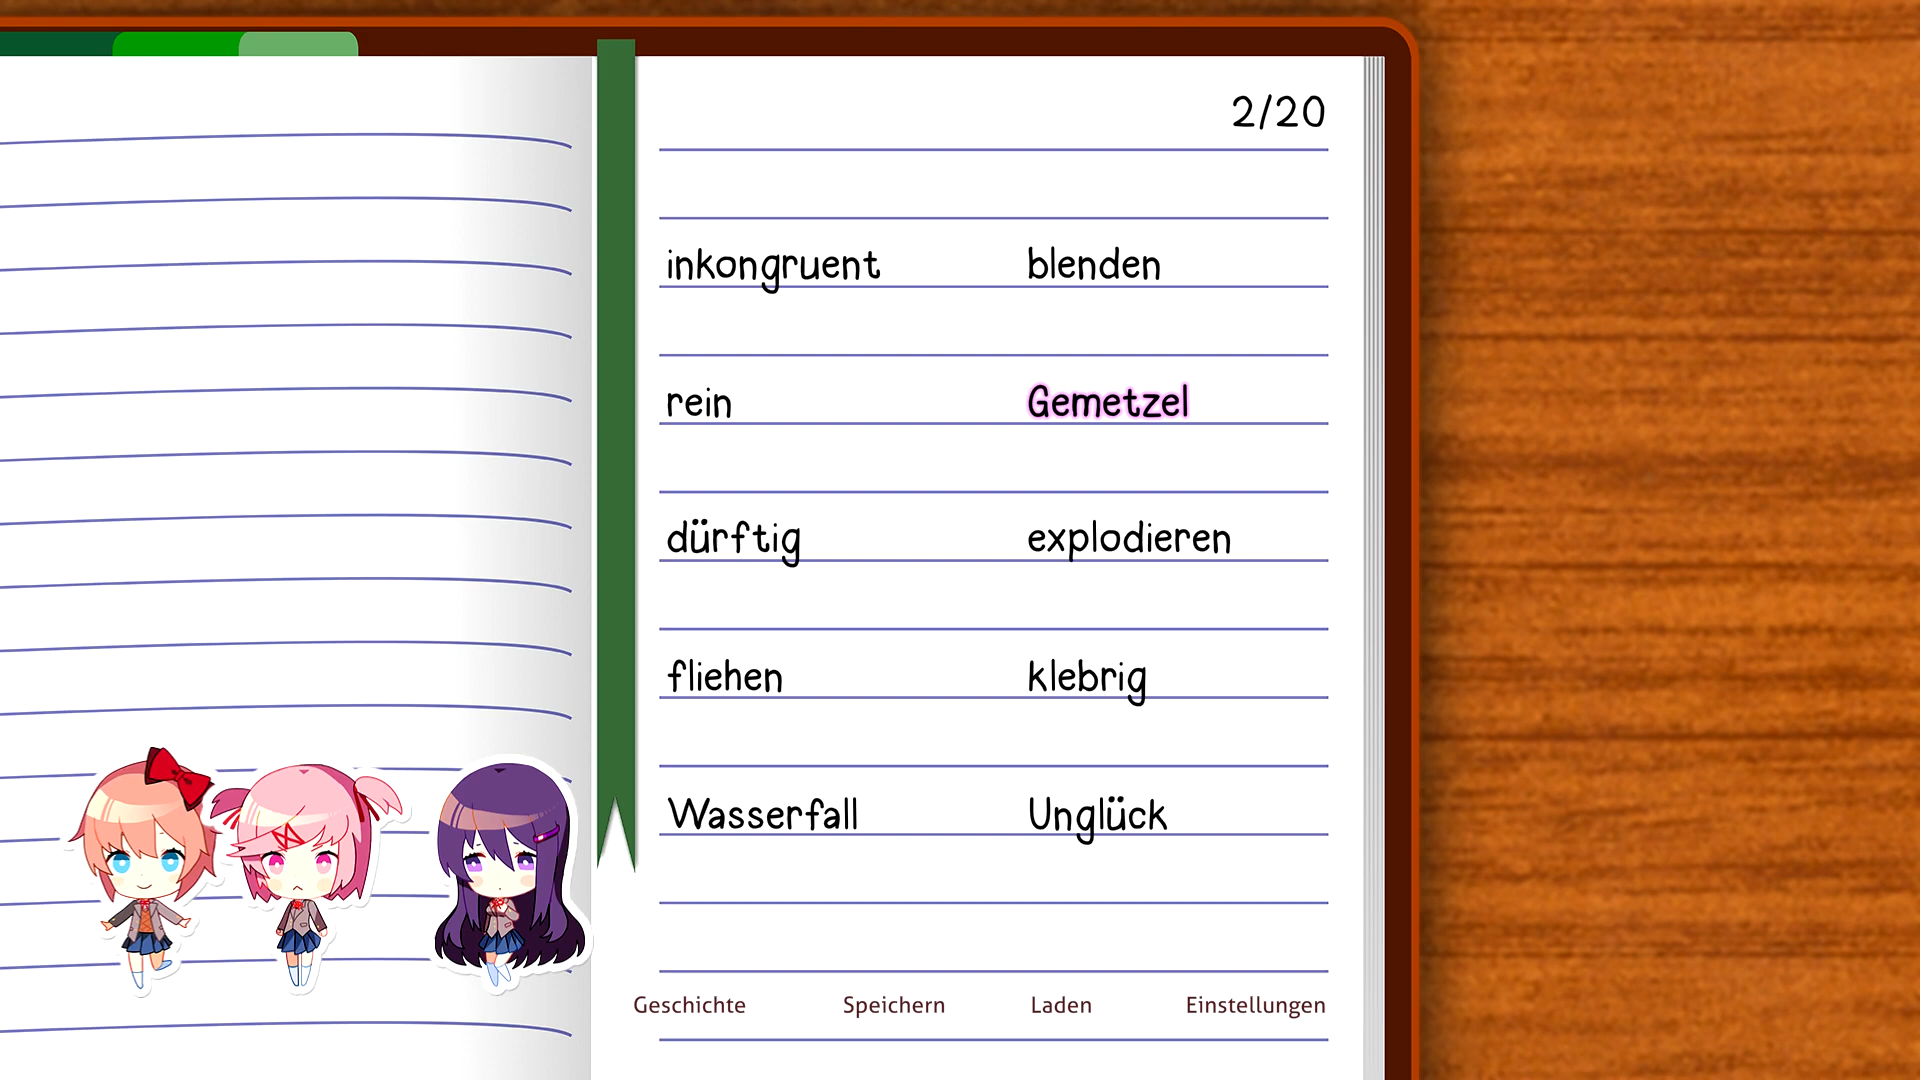 2/20
inkongruent blenden
rein Gemetzel
dürftig explodieren
fliehen klebrig
Wasserfall Unglück
Geschichte Speichern Laden Einstellungen